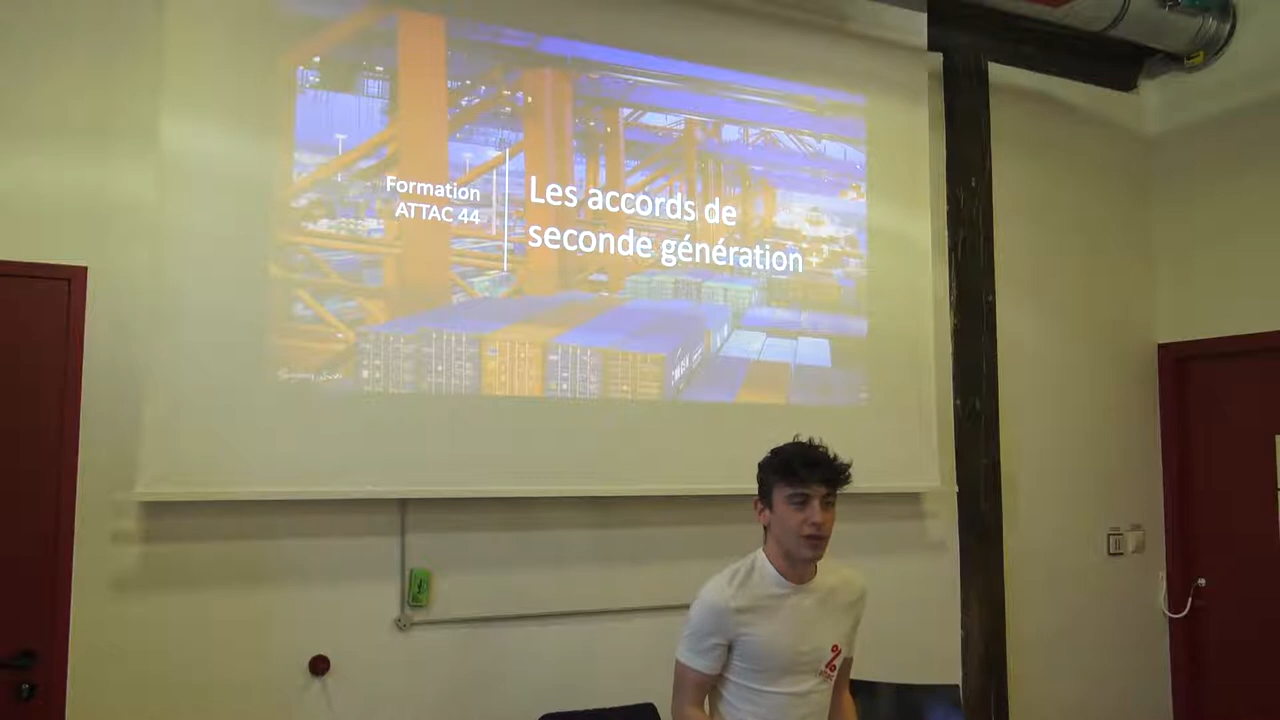 Formation
ATTAC 44
Les accords de
seconde génération
%